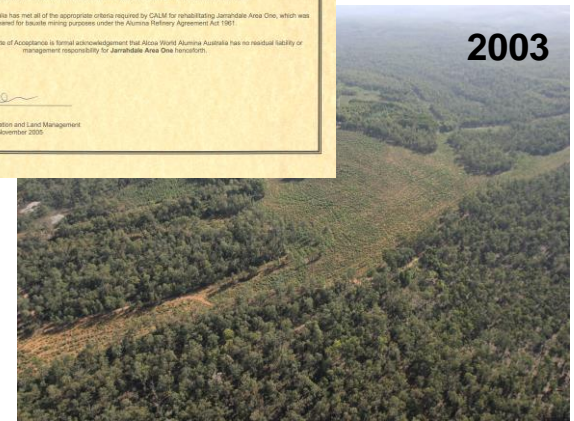 alia has met all of the appropriate criteria required by CALM for rehabilitating Jarrahdale Area One, which was
eared for bauxite mining purposes under the Alumina Refinery Agreement Act 1961
te of Acceptance is formal acknowledgement that Alcoa World Alumina Australia has no residual liability or
management responsibility for Jarrahdale Area One henceforth.
ation and Land Management
November 2005
2003